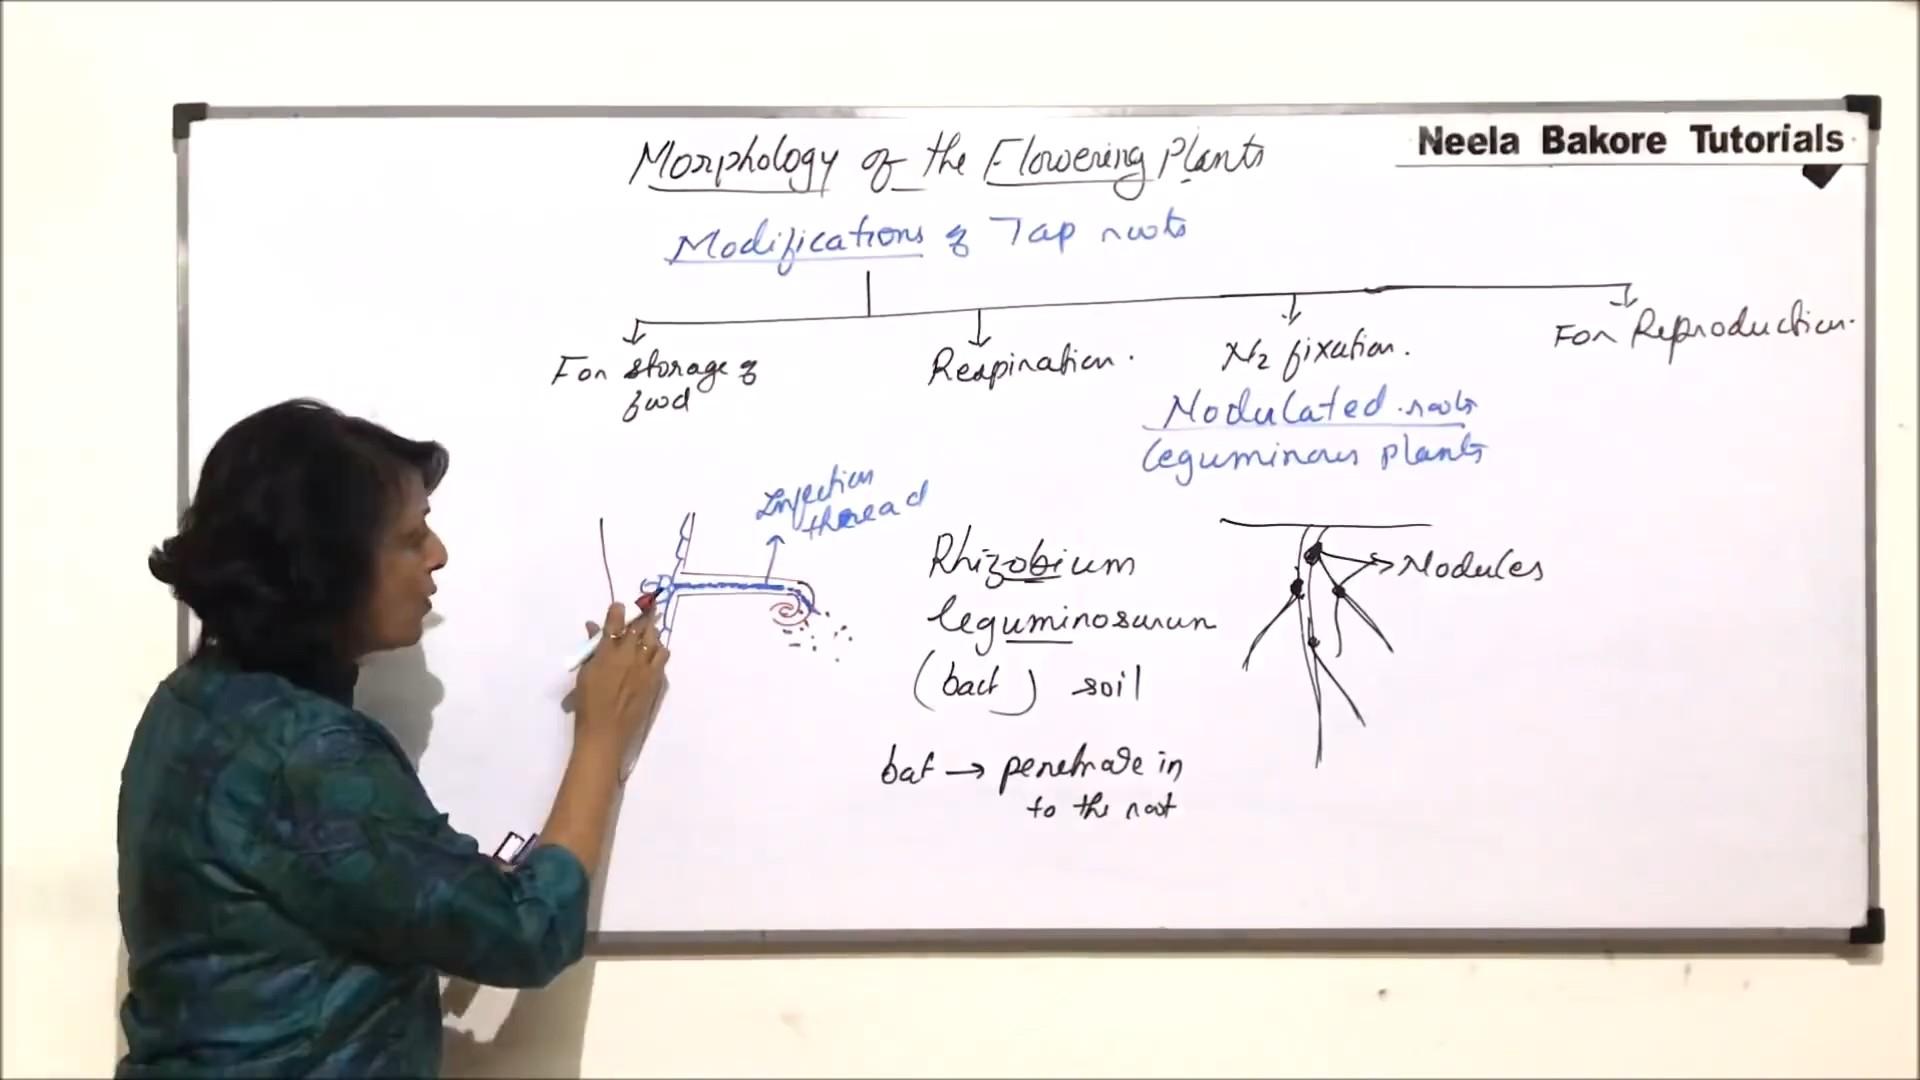 Neela Bakore Tutorials
Morphology of the Flowering Plants
Modifications of Tap roots
For storage of
food
Respiration.
N2 fixation.
For Reproduction.
Nodulated roots
leguminous plants
Infection
thread
Rhizobium
leguminosarum
(bact) soil
bat → penetrate in
to the root
Nodules